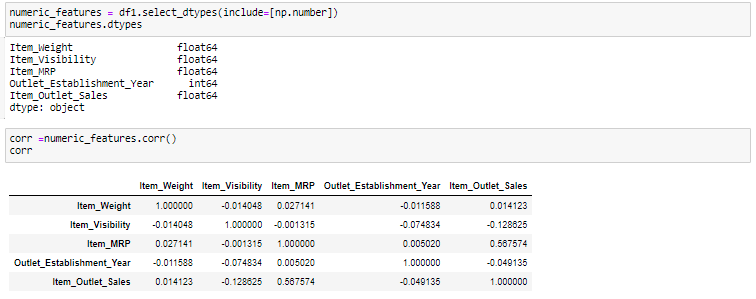 numeric_features = df1.select_dtypes(include=[np.number])
numeric_features.dtypes
Item_Weight float64
Item_Visibility float64
Item_MRP float64
Outlet_Establishment_Year int64
Item_Outlet_Sales float64
dtype: object
corr =numeric_features.corr()
corr
Item_Weight Item_Visibility Item_MRP Outlet_Establishment_Year Item_Outlet_Sales
Item_Weight 1.000000 -0.014048 0.027141 -0.011588 0.014123
Item_Visibility -0.014048 1.000000 -0.001315 -0.074834 -0.128625
Item_MRP 0.027141 -0.001315 1.000000 0.005020 0.567574
Outlet_Establishment_Year -0.011588 -0.074834 0.005020 1.000000 -0.049135
Item_Outlet_Sales 0.014123 -0.128625 0.567574 -0.049135 1.000000